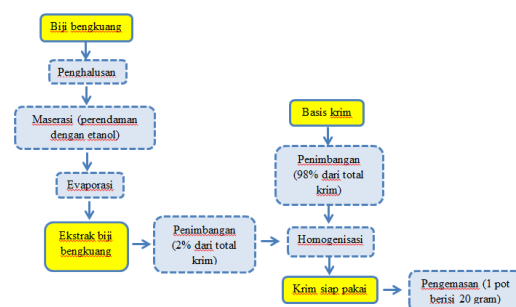 Biji bengkuang
Penghalusan
Maserasi (perendaman
dengan etanol)
Evaporasi
Ekstrak biji
bengkuang
Penimbangan
(2% dari total
krim)
Basis krim
Penimbangan
(98% dari total
krim)
Homogenisasi
Krim siap pakai
Pengemasan (1 pot
berisi 20 gram)